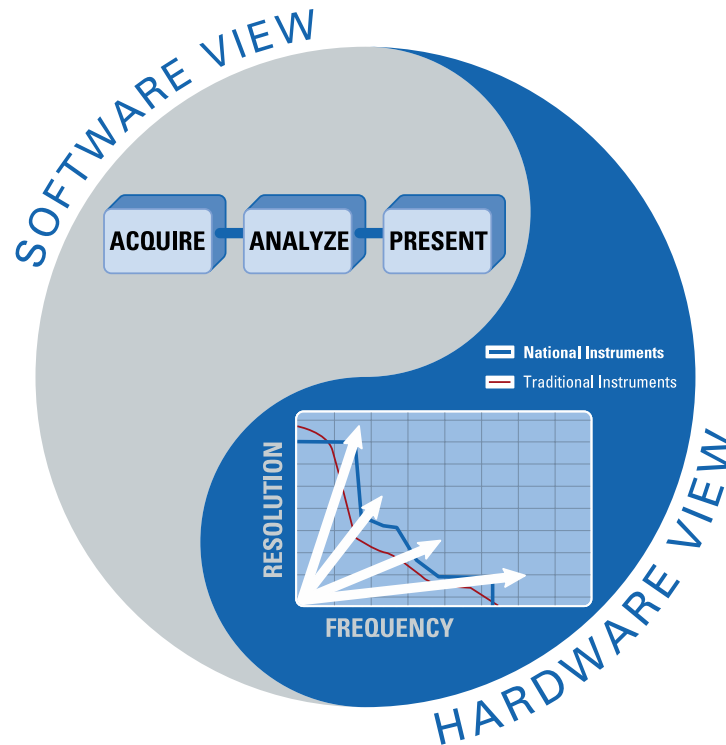 SOFTWARE VIEW
ACQUIRE ANALYZE PRESENT
National Instruments
Traditional Instruments
RESOLUTION
FREQUENCY
HARDWARE VIEW